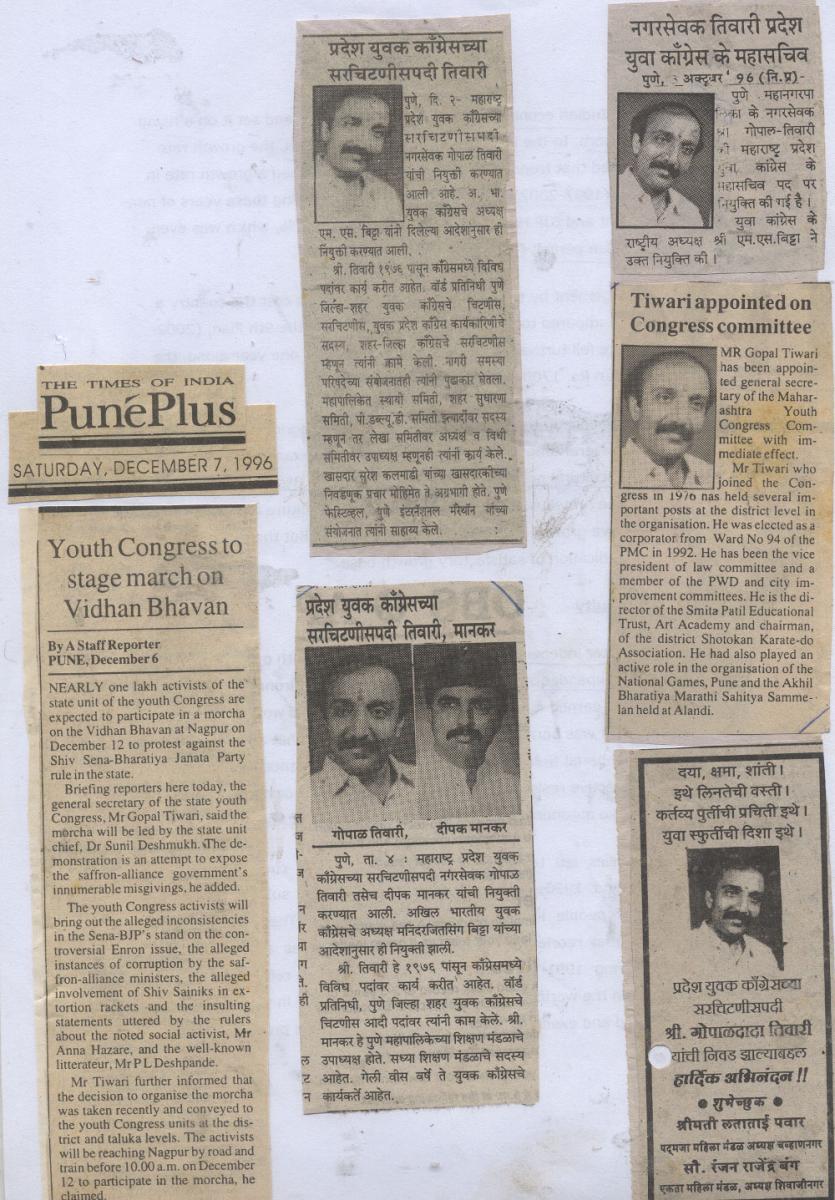 प्रदेश युवक काँग्रेसच्या
सरचिटणीसपदी तिवारी
पुणे, दि. २- महाराष्ट्र
प्रदेश युवक काँग्रेसच्या
सरचिटणीसपदी
नगरसेवक गोपाळ तिवारी
यांची नियुक्ती करण्यात
आली आहे. अ. भा.
युवक काँग्रेसचे अध्यक्ष
एम. एस. बिट्टा यांनी दिलेल्या आदेशानुसार ही
नियुक्ती करण्यात आली.
श्री. तिवारी १९७६ पासून काँग्रेसमध्ये विविध
पदांवर कार्य करीत आहेत. वॉर्ड प्रतिनिधी पुणे
जिल्हा-शहर युवक काँग्रेसचे चिटणीस,
सरचिटणीस, युवक प्रदेश काँग्रेस कार्यकारिणीचे
सदस्य, शहर-जिल्हा काँग्रेसचे सरचिटणीस
म्हणून त्यांनी कामे केली. नागरी समस्या
परिषदेच्या संयोजनातही त्यांनी पुढाकार घेतला.
महापालिकेत स्थायी समिती, शहर सुधारणा
समिती, पी.डब्ल्यू.डी. समिती इत्यादींवर सदस्य
म्हणून तर लेखा समितीवर अध्यक्ष व विधी
समितीवर उपाध्यक्ष म्हणूनही त्यांनी कार्य केले.
खासदार सुरेश कलमाडी यांच्या खासदारकीच्या
निवडणूक प्रचार मोहिमेत ते अग्रभागी होते. पुणे
फेस्टिव्हल, पुणे इंटरनॅशनल मॅरेथॉन यांच्या
संयोजनात त्यांनी साहाय्य केले.
नगरसेवक तिवारी प्रदेश
युवा काँग्रेस के महासचिव
पुणे, अक्टूबर '९६ (नि.प्र)-
पुणे महानगरपा
लिका के नगरसेवक
श्री गोपाल-तिवारी
की महाराष्ट्र प्रदेश
युवा काँग्रेस के
महासचिव पद पर
नियुक्ति की गई है।
युवा काँग्रेस के
राष्ट्रीय अध्यक्ष श्री एम.एस.बिट्टा ने
उक्त नियुक्ति की।
Tiwari appointed on
Congress committee
MR Gopal Tiwari
has been appoin-
ted general secre-
tary of the Mahar-
ashtra Youth
Congress Com-
mittee with im-
mediate effect.
Mr Tiwari who
joined the Con-
gress in 1976 has held several im-
portant posts at the district level in
the organisation. He was elected as a
corporator from Ward No 94 of the
PMC in 1992. He has been the vice
president of law committee and a
member of the PWD and city im-
provement committees. He is the di-
rector of the Smita Patil Educational
Trust, Art Academy and chairman,
of the district Shotokan Karate-do
Association. He had also played an
active role in the organisation of the
National Games, Pune and the Akhil
Bharatiya Marathi Sahitya Samme-
lan held at Alandi.
THE TIMES OF INDIA
PunéPlus
SATURDAY, DECEMBER 7, 1996
Youth Congress to
stage march on
Vidhan Bhavan
By A Staff Reporter
PUNE, December 6
NEARLY one lakh activists of the
state unit of the youth Congress are
expected to participate in a morcha
on the Vidhan Bhavan at Nagpur on
December 12 to protest against the
Shiv Sena-Bharatiya Janata Party
rule in the state.
Briefing reporters here today, the
general secretary of the state youth
Congress, Mr Gopal Tiwari, said the
morcha will be led by the state unit
chief, Dr Sunil Deshmukh. The de-
monstration is an attempt to expose
the saffron-alliance government's
innumerable misgivings, he added.
The youth Congress activists will
bring out the alleged inconsistencies
in the Sena-BJP's stand on the con-
troversial Enron issue, the alleged
instances of corruption by the saf-
fron-alliance ministers, the alleged
involvement of Shiv Sainiks in ex-
tortion rackets and the insulting
statements uttered by the rulers
about the noted social activist, Mr
Anna Hazare, and the well-known
litterateur, Mr P L Deshpande.
Mr Tiwari further informed that
the decision to organise the morcha
was taken recently and conveyed to
the youth Congress units at the dis-
trict and taluka levels. The activists
will be reaching Nagpur by road and
train before 10.00 a.m. on December
12 to participate in the morcha, he
claimed.
प्रदेश युवक काँग्रेसच्या
सरचिटणीसपदी तिवारी, मानकर
गोपाळ तिवारी, दीपक मानकर
पुणे, ता. ४ : महाराष्ट्र प्रदेश युवक
काँग्रेसच्या सरचिटणीसपदी नगरसेवक गोपाळ
तिवारी तसेच दीपक मानकर यांची नियुक्ती
करण्यात आली. अखिल भारतीय युवक
काँग्रेसचे अध्यक्ष मनिंदरजितसिंग बिट्टा यांच्या
आदेशानुसार ही नियुक्ती झाली.
श्री. तिवारी हे १९७६ पासून काँग्रेसमध्ये
विविध पदांवर कार्य करीत आहेत. वॉर्ड
प्रतिनिधी, पुणे जिल्हा शहर युवक काँग्रेसचे
चिटणीस आदी पदांवर त्यांनी काम केले. श्री.
मानकर हे पुणे महापालिकेच्या शिक्षण मंडळाचे
उपाध्यक्ष होते. सध्या शिक्षण मंडळाचे सदस्य
आहेत. गेली वीस वर्षे ते युवक काँग्रेसचे
कार्यकर्ते आहेत.
दया, क्षमा, शांती।
इथे लिनतेची वस्ती।
कर्तव्य पुर्तीची प्रचिती इथे।
युवा स्फुर्तीची दिशा इथे।
प्रदेश युवक काँग्रेसच्या
सरचिटणीसपदी
श्री. गोपाळदादा तिवारी
यांची निवड झाल्याबद्दल
हार्दिक अभिनंदन!!
● शुभेच्छुक ●
श्रीमती लताताई पवार
पद्मजा महिला मंडळ अध्यक्ष चव्हाणनगर
सौ. रंजन राजेंद्र बंग
एकता महिला मंडळ, अध्यक्ष शिवाजीनगर